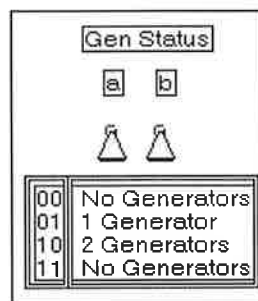 Gen Status
a b
00 No Generators
01 1 Generator
10 2 Generators
11 No Generators